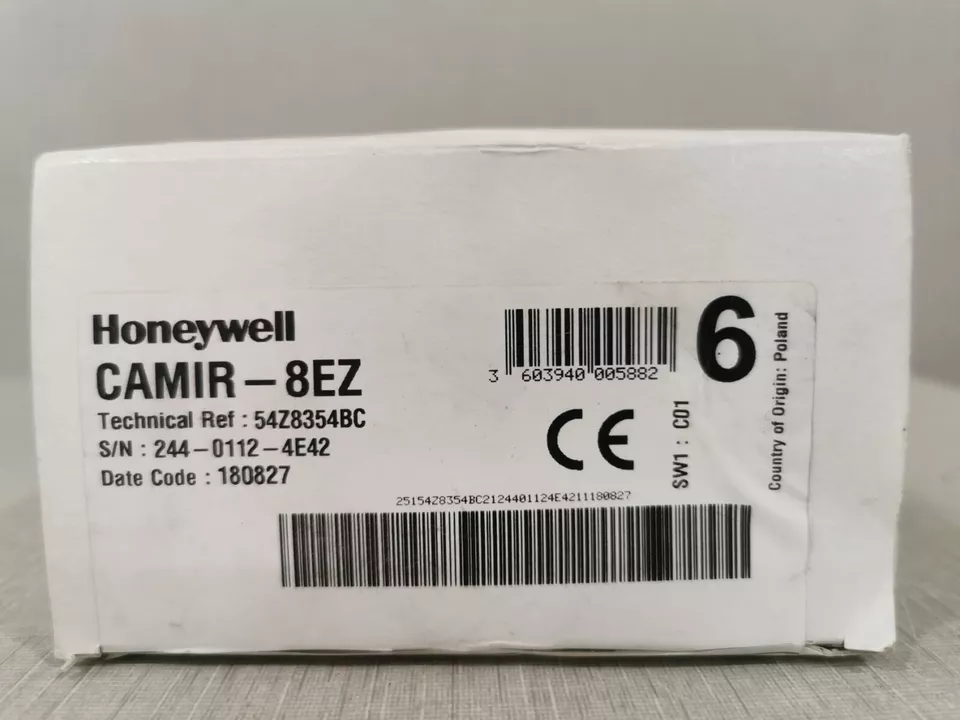 Honeywell
CAMIR-8EZ
Technical Ref : 54Z8354BC
S/N : 244-0112-4E42
Date Code : 180827
3 603940 005882
6
SW1 : C01
Country of Origin: Poland
CE
25154Z8354BC2124401124E4211180827